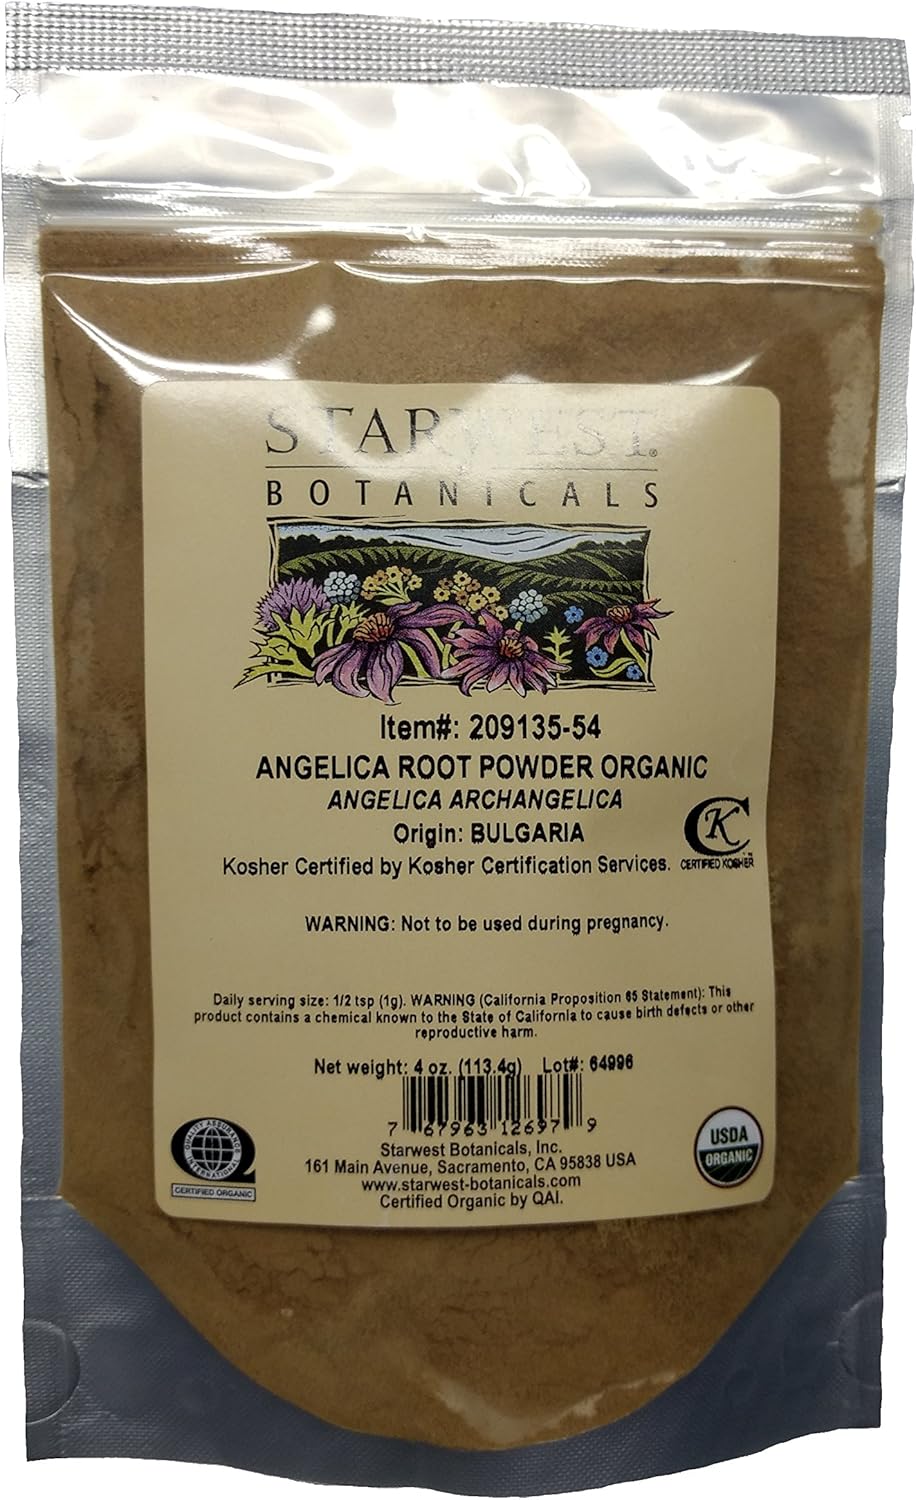 STARWEST®
BOTANICALS
Item#: 209135-54
ANGELICA ROOT POWDER ORGANIC
ANGELICA ARCHANGELICA
Origin: BULGARIA
Kosher Certified by Kosher Certification Services.
K
CERTIFIED KOSHER
WARNING: Not to be used during pregnancy.
Daily serving size: 1/2 tsp (1g). WARNING (California Proposition 65 Statement): This
product contains a chemical known to the State of California to cause birth defects or other
reproductive harm.
Net weight: 4 oz. (113.4g) Lot#: 64996
7 67963 12697 9
Starwest Botanicals, Inc.
161 Main Avenue, Sacramento, CA 95838 USA
www.starwest-botanicals.com
Certified Organic by QAI.
QUALITY ASSURANCE
INTERNATIONAL
CERTIFIED ORGANIC
USDA
ORGANIC